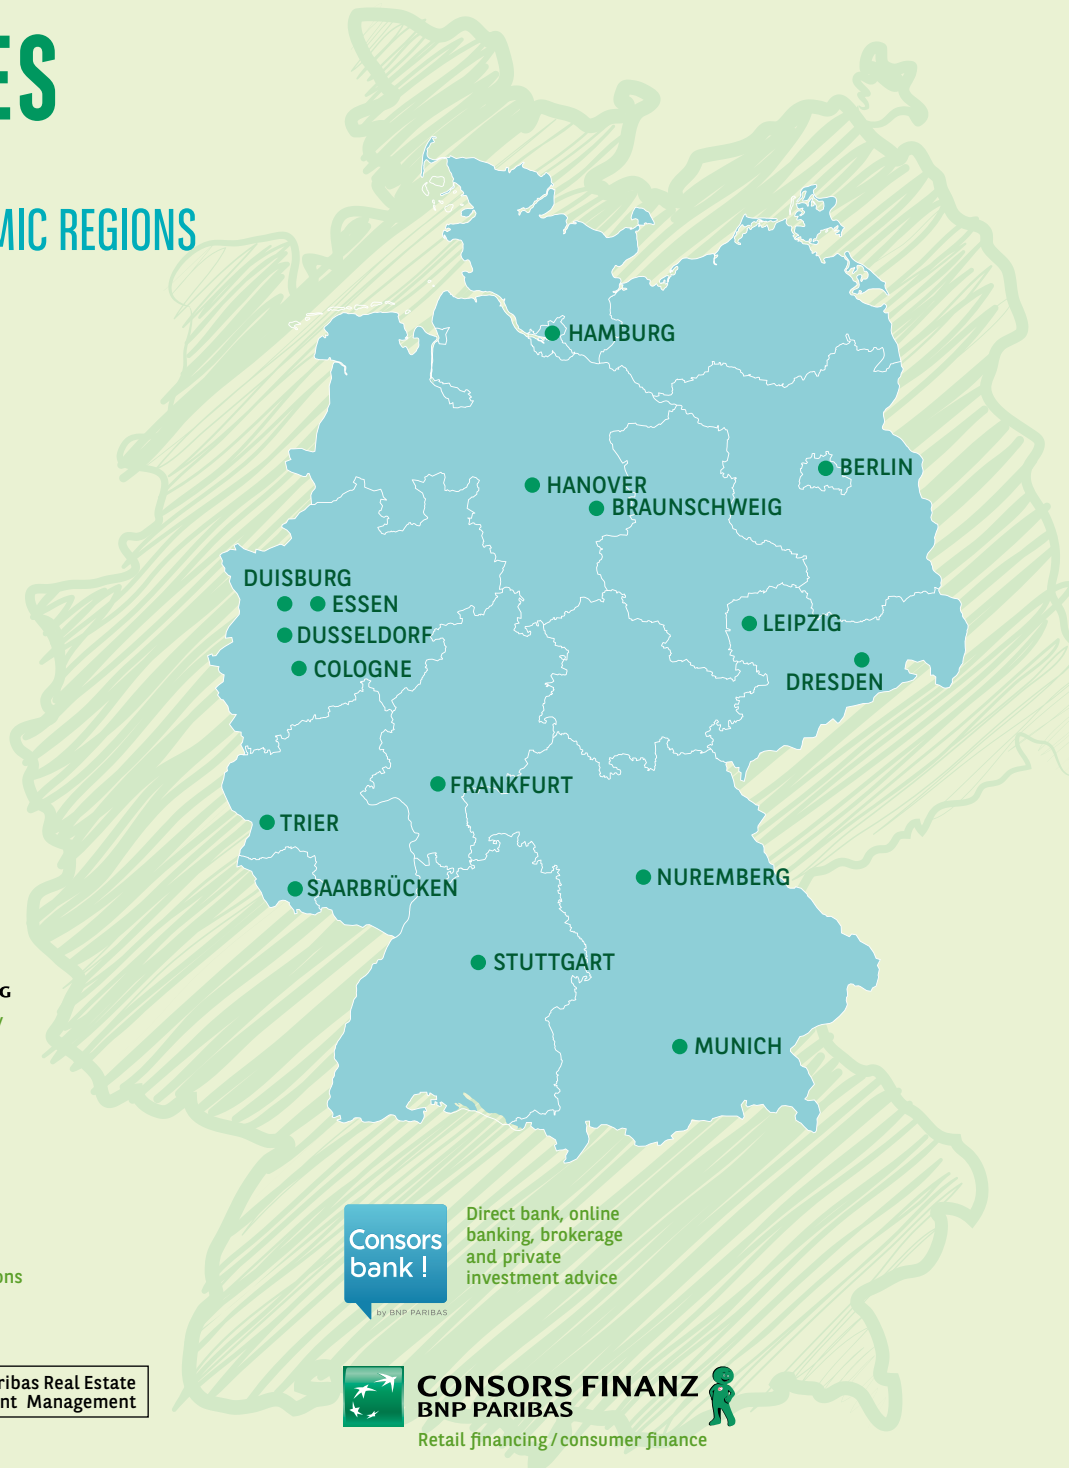 ES
MIC REGIONS
HAMBURG
BERLIN
HANOVER
BRAUNSCHWEIG
DUISBURG
ESSEN
DUSSELDORF
COLOGNE
LEIPZIG
DRESDEN
FRANKFURT
TRIER
NUREMBERG
SAARBRÜCKEN
STUTTGART
G
MUNICH
Consors
bank !
by BNP PARIBAS
Direct bank, online
banking, brokerage
and private
investment advice
ons
ribas Real Estate
nt Management
CONSORS FINANZ
BNP PARIBAS
Retail financing / consumer finance